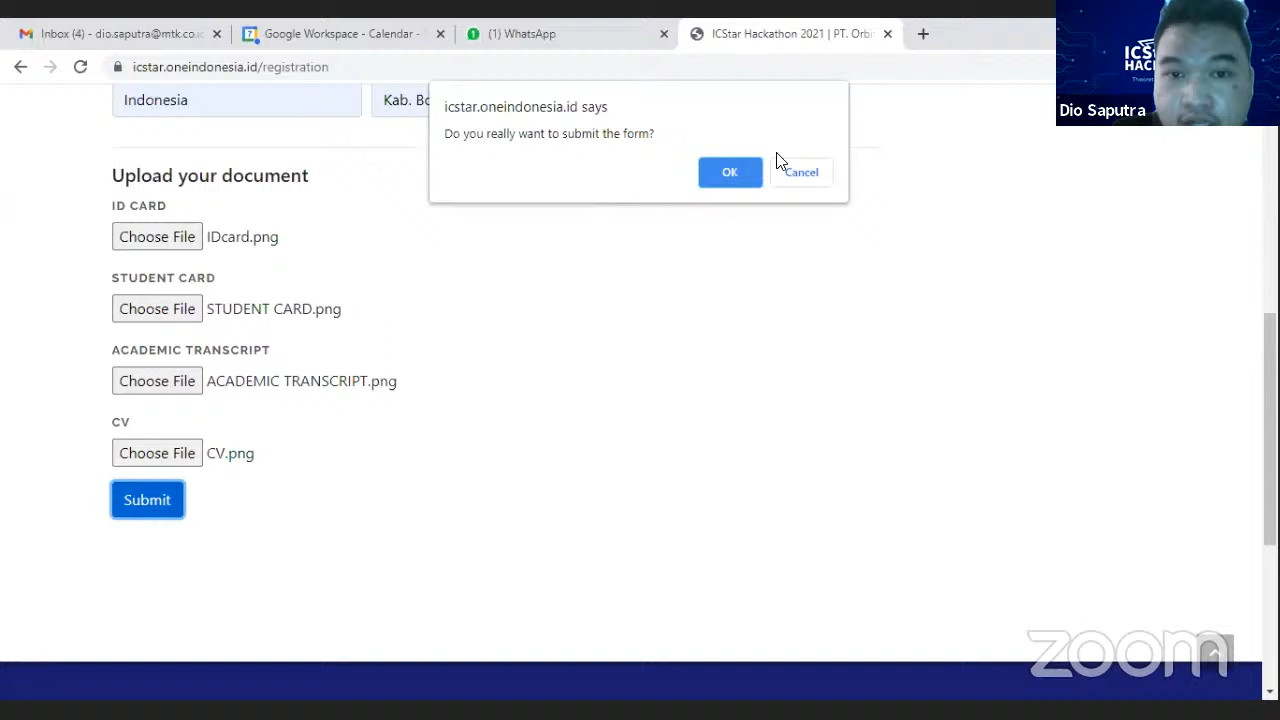 Inbox (4) - dio.saputra@mtk.co.i
Google Workspace - Calendar -
(1) WhatsApp
ICStar Hackathon 2021 | PT. Orbi
icstar.oneindonesia.id/registration
Indonesia
Kab. Bo
icstar.oneindonesia.id says
Do you really want to submit the form?
OK
Cancel
Upload your document
ID CARD
Choose File IDcard.png
STUDENT CARD
Choose File STUDENT CARD.png
ACADEMIC TRANSCRIPT
Choose File ACADEMIC TRANSCRIPT.png
CV
Choose File CV.png
Submit
ICSt
HAC
Dio Saputra
zoom